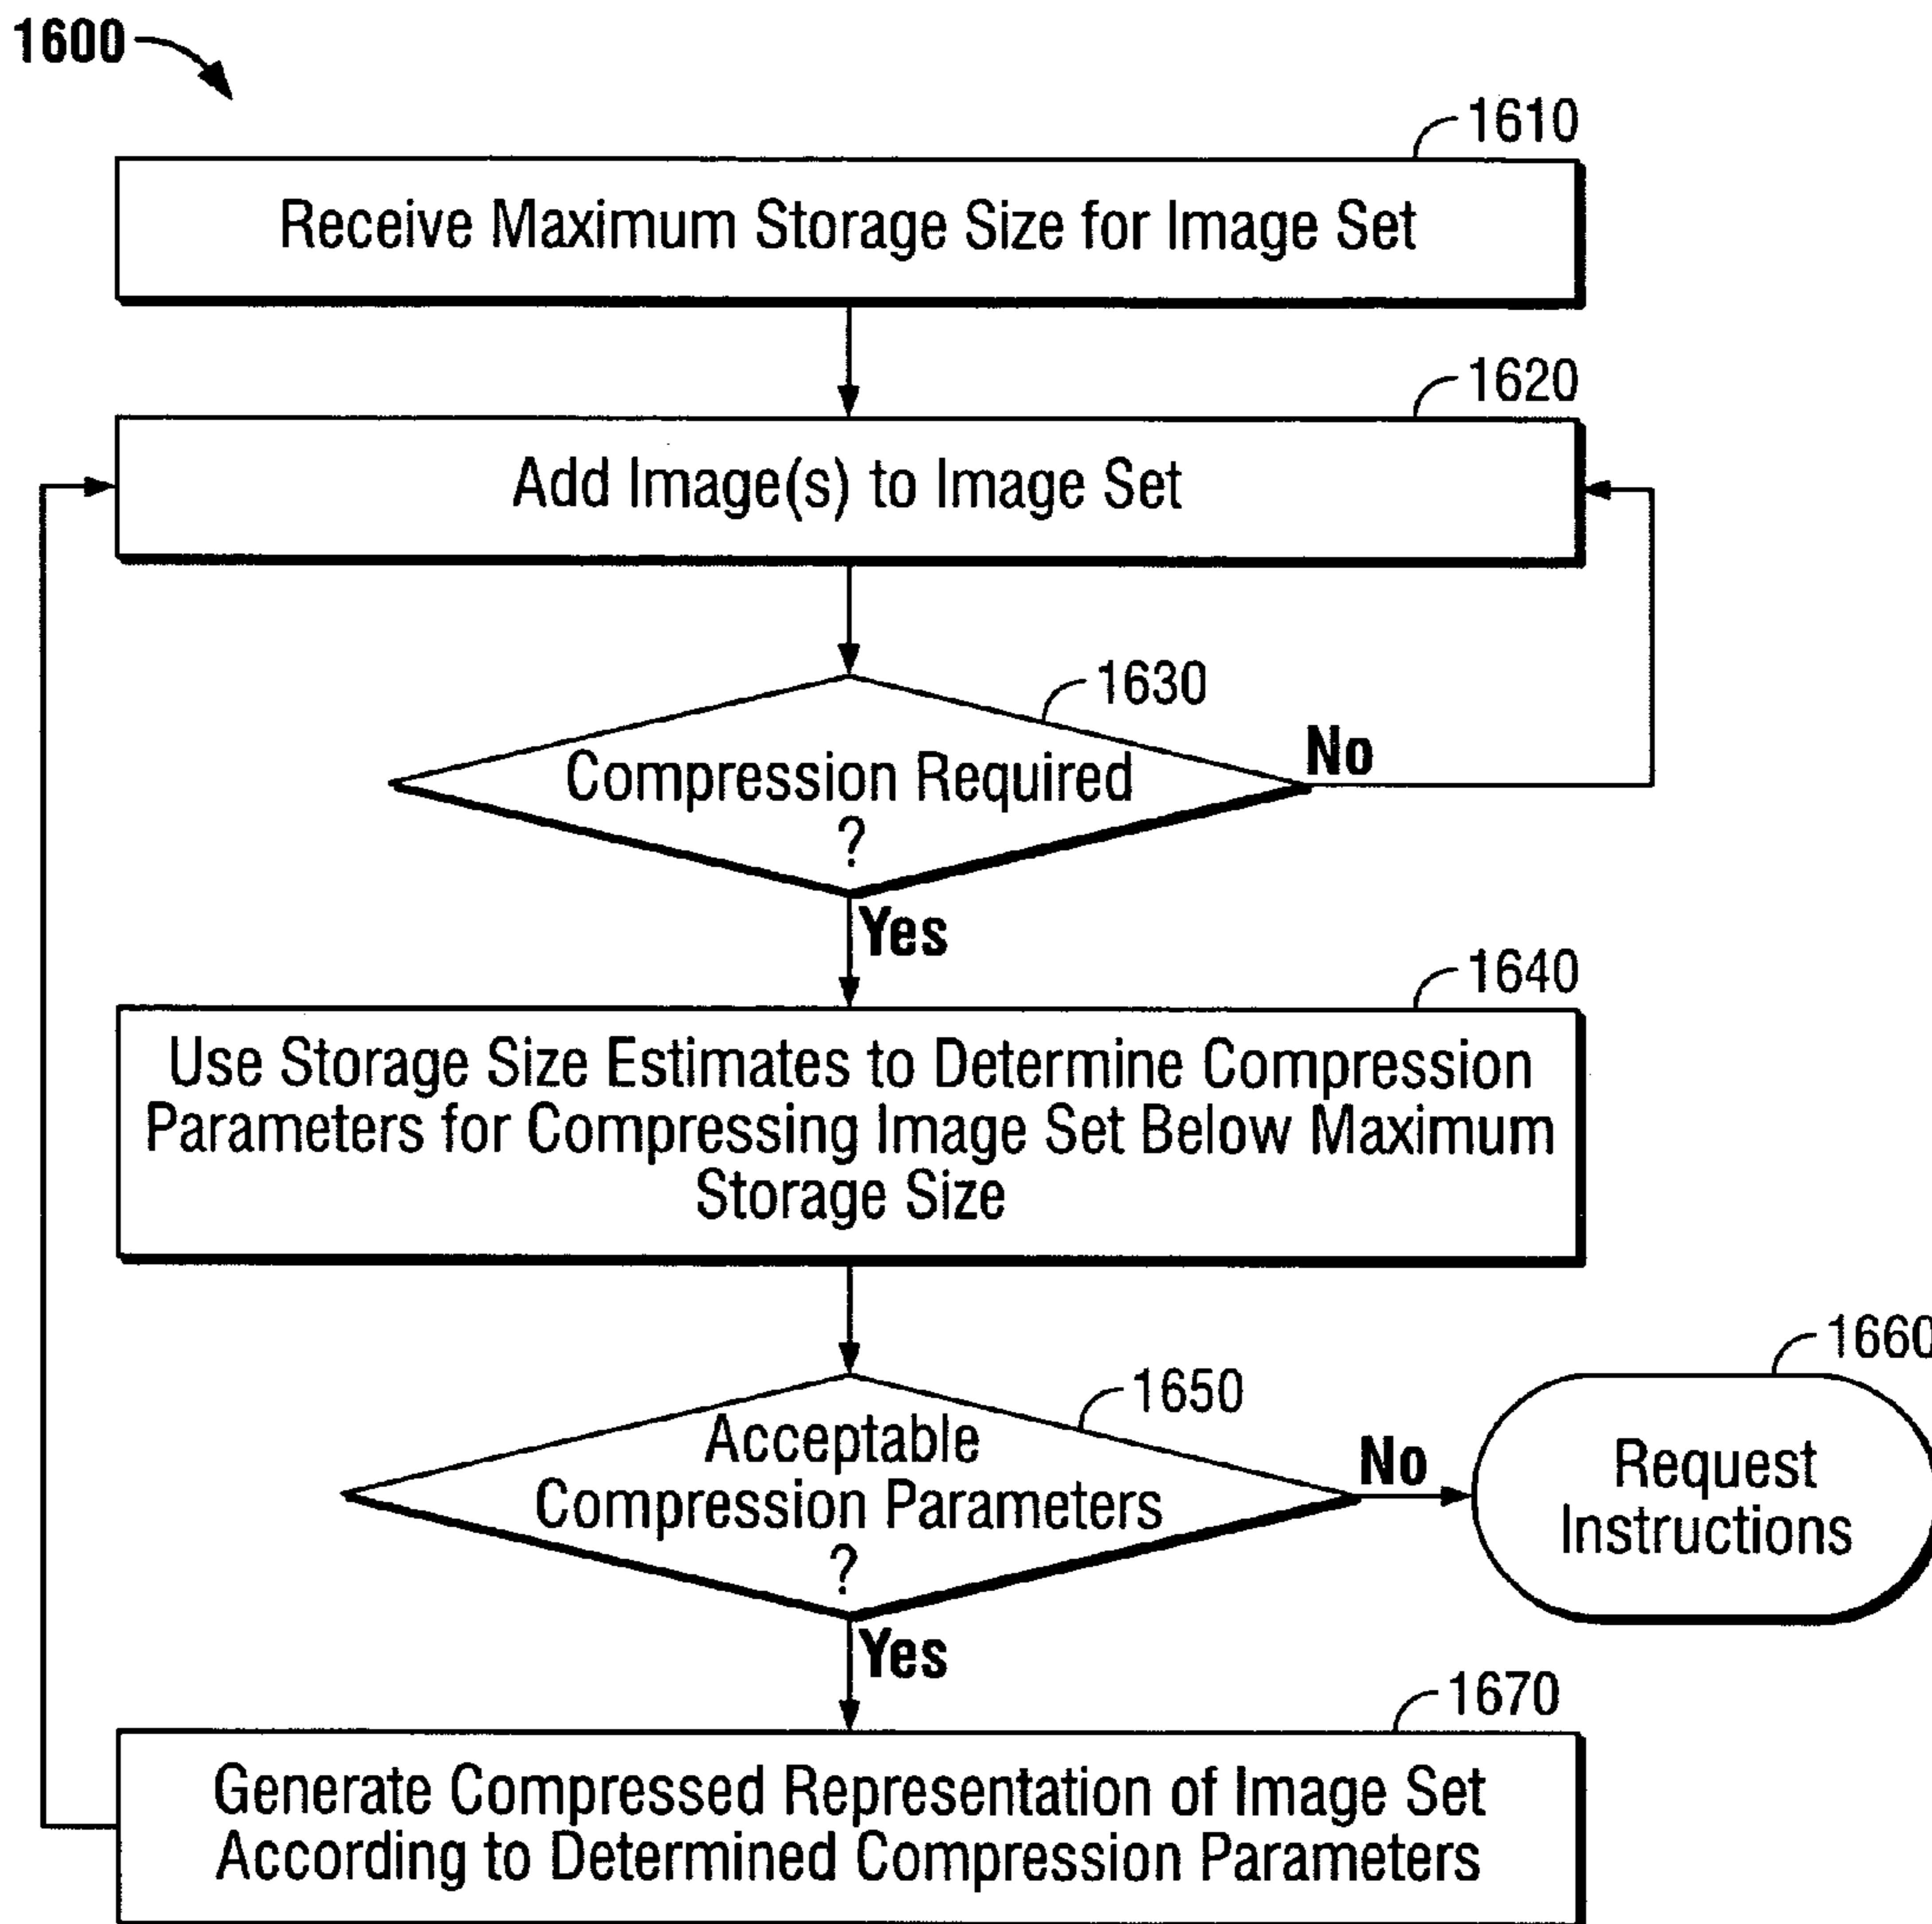 1600
1610
Receive Maximum Storage Size for Image Set
1620
Add Image(s) to Image Set
1630
Compression Required
?
No
Yes
1640
Use Storage Size Estimates to Determine Compression
Parameters for Compressing Image Set Below Maximum
Storage Size
1650
Acceptable
Compression Parameters
?
No
1660
Request
Instructions
Yes
1670
Generate Compressed Representation of Image Set
According to Determined Compression Parameters